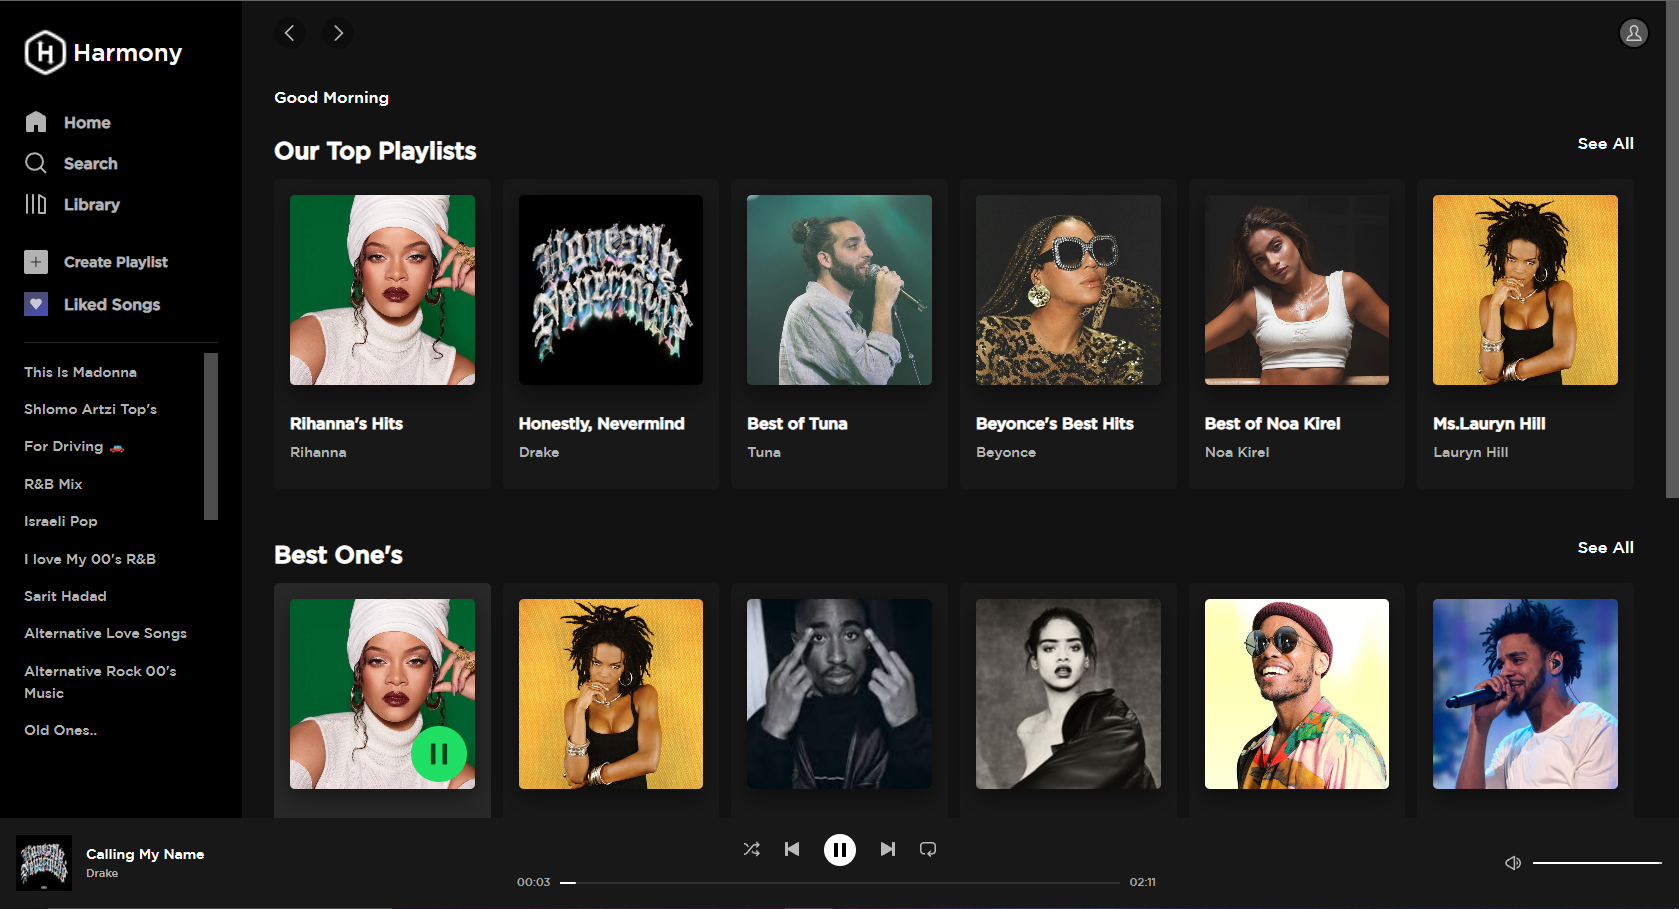 Harmony
Home
Search
Library
Create Playlist
Liked Songs
This Is Madonna
Shlomo Artzi Top's
For Driving 🚗
R&B Mix
Israeli Pop
I love My 00's R&B
Sarit Hadad
Alternative Love Songs
Alternative Rock 00's
Music
Old Ones..
Good Morning
Our Top Playlists
See All
Honestly
Nevermind
Rihanna's Hits
Rihanna
Honestly, Nevermind
Drake
Best of Tuna
Tuna
Beyonce's Best Hits
Beyonce
Best of Noa Kirel
Noa Kirel
Ms.Lauryn Hill
Lauryn Hill
Best One's
See All
Honestly
Nevermind
Calling My Name
Drake
00:03
02:11